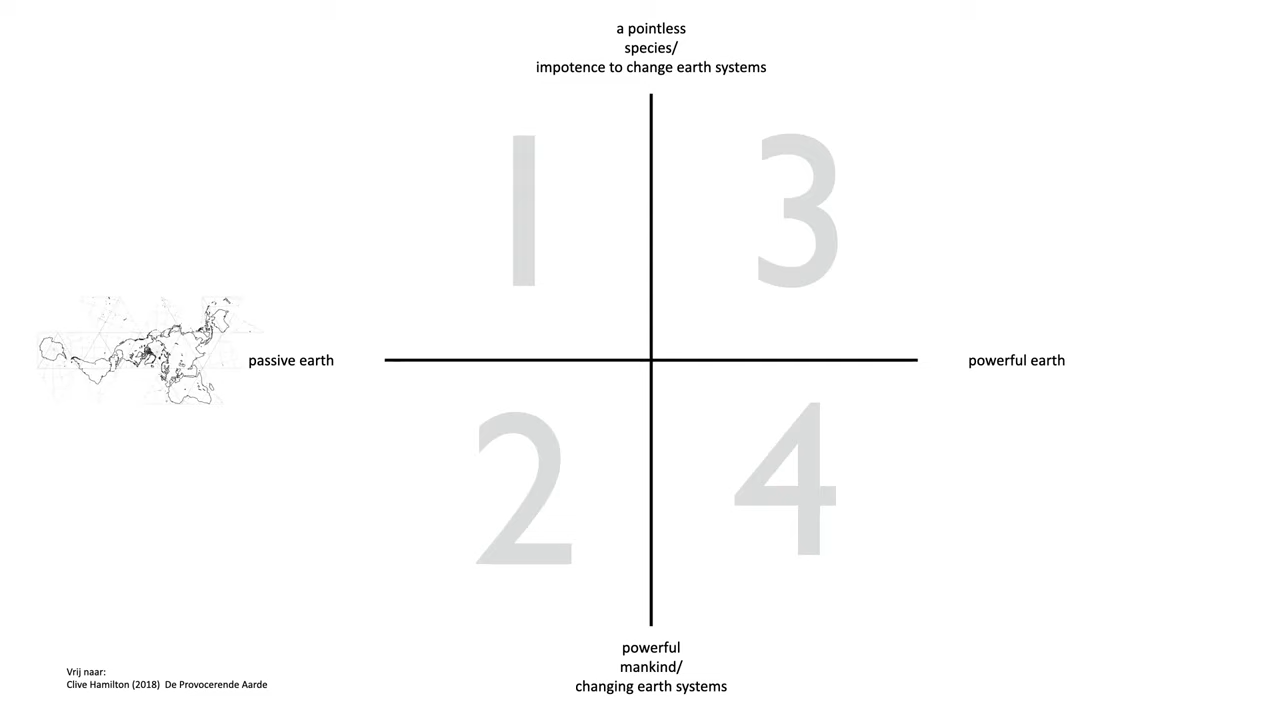 a pointless
species/
impotence to change earth systems
1
3
passive earth
powerful earth
2
4
powerful
mankind/
changing earth systems
Vrij naar:
Clive Hamilton (2018)  De Provocerende Aarde